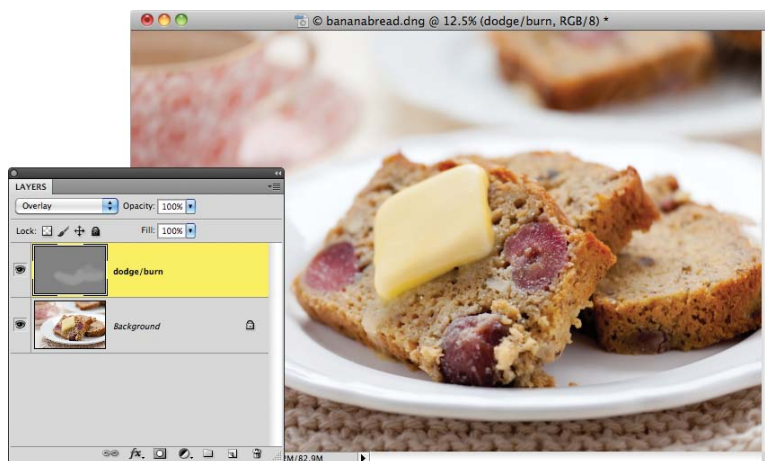 © bananabread.dng @ 12.5% (dodge/burn, RGB/8) *
LAYERS
Overlay Opacity: 100%
Lock: Fill: 100%
dodge/burn
Background
fx.
M/82.9M